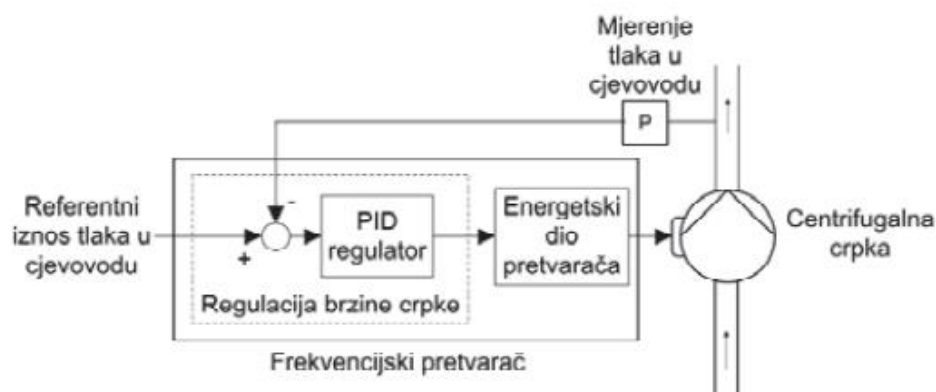 Mjerenje
tlaka u
cjevovodu
P
Referentni
iznos tlaka u
cjevovodu
-
+
PID
regulator
Energetski
dio
pretvarača
Centrifugalna
crpka
Regulacija brzine crpke
Frekvencijski pretvarač